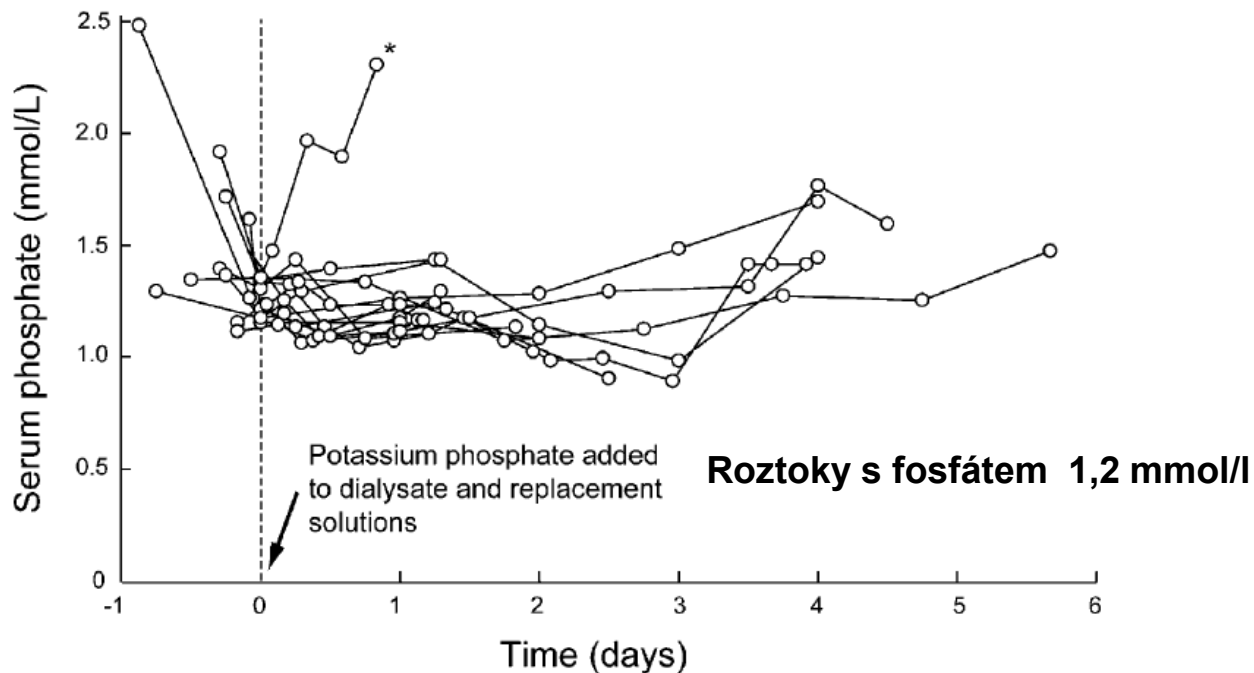 Serum phosphate (mmol/L)
2.5
2.0
1.5
1.0
0.5
0
*
Potassium phosphate added
to dialysate and replacement
solutions
Roztoky s fosfátem 1,2 mmol/l
-1 0 1 2 3 4 5 6
Time (days)